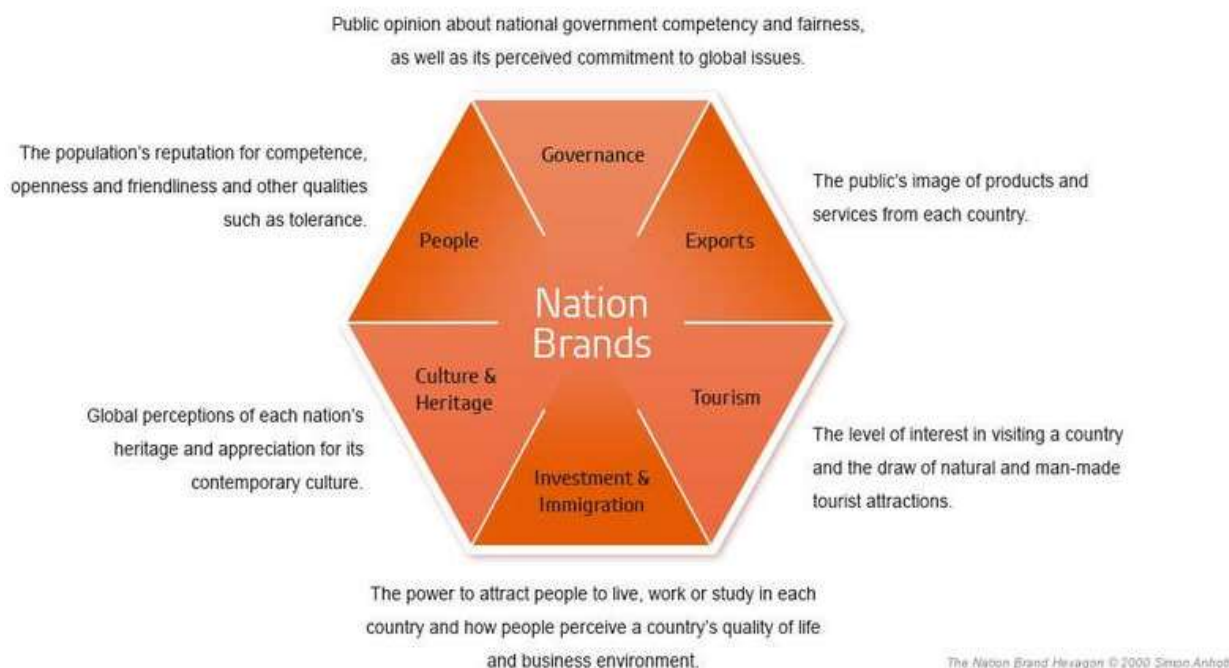 Public opinion about national government competency and fairness,
as well as its perceived commitment to global issues.
Governance
The population's reputation for competence,
openness and friendliness and other qualities
such as tolerance.
People
The public's image of products and
services from each country.
Exports
Nation
Brands
Culture &
Heritage
Global perceptions of each nation's
heritage and appreciation for its
contemporary culture.
Tourism
The level of interest in visiting a country
and the draw of natural and man-made
tourist attractions.
Investment &
Immigration
The power to attract people to live, work or study in each
country and how people perceive a country's quality of life
and business environment.
The Nation Brand Hexagon © 2000 Simon Anholt